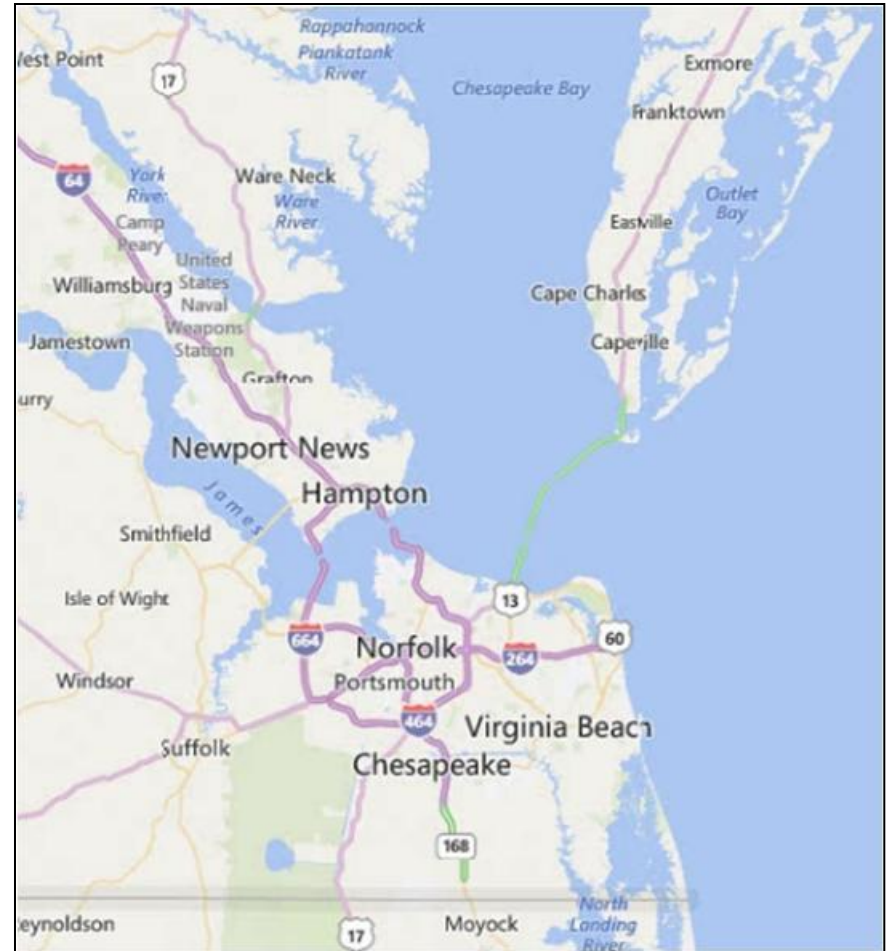 Rappahannock
Piankatank
River
Chesapeake Bay
Exmore
Franktown
est Point
17
64
York
River
Ware Neck
Ware
River
Camp
Peary
Outlet
Bay
Eastville
United
States
Naval
Weapons
Station
Williamsburg
Cape Charles
Jamestown
Capeville
Grafton
urry
Newport News
Hampton
James
Smithfield
Isle of Wight
13
60
664
Norfolk
264
Windsor
Portsmouth
464
Virginia Beach
Suffolk
Chesapeake
168
North
Landing
River
eynoldson
Moyock
17